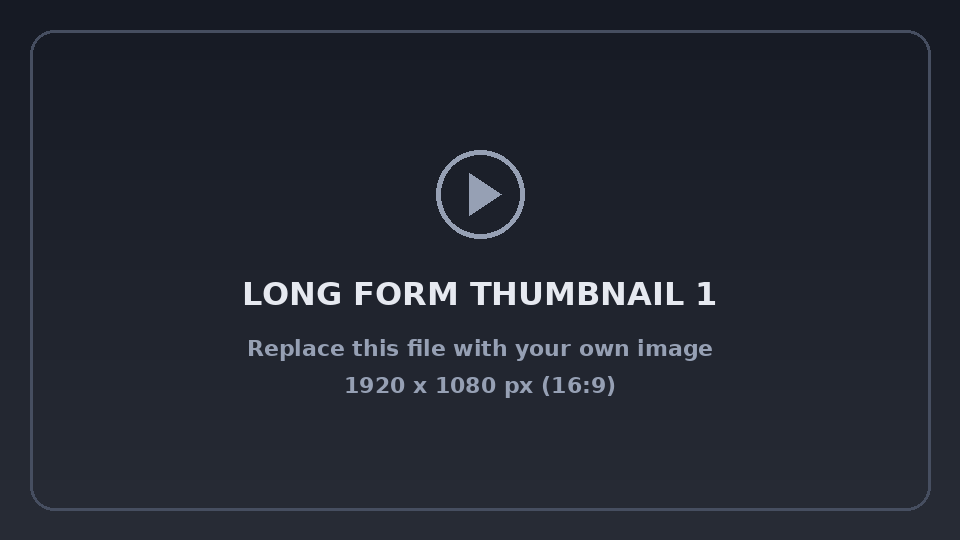 LONG FORM THUMBNAIL 1
Replace this file with your own image
1920 x 1080 px (16:9)